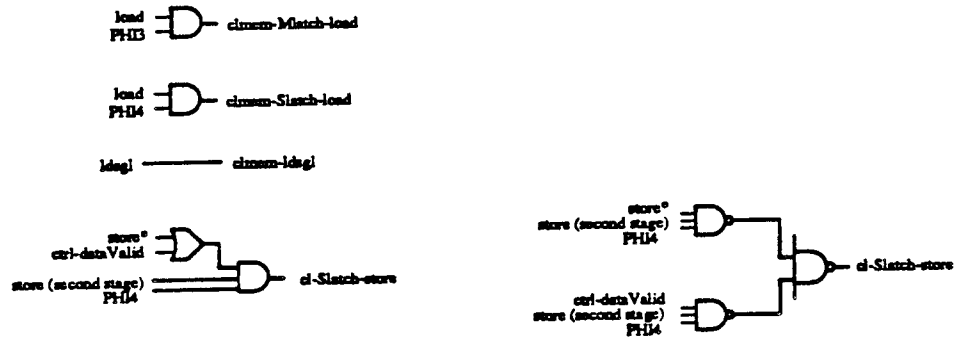 load
PHI3
clmem-Mlatch-load
load
PHI4
clmem-Slatch-load
ldsgl
clmem-ldsgl
store*
ctrl-dataValid
store (second stage)
PHI4
cl-Slatch-store
store*
store (second stage)
PHI4
ctrl-dataValid
store (second stage)
PHI4
cl-Slatch-store